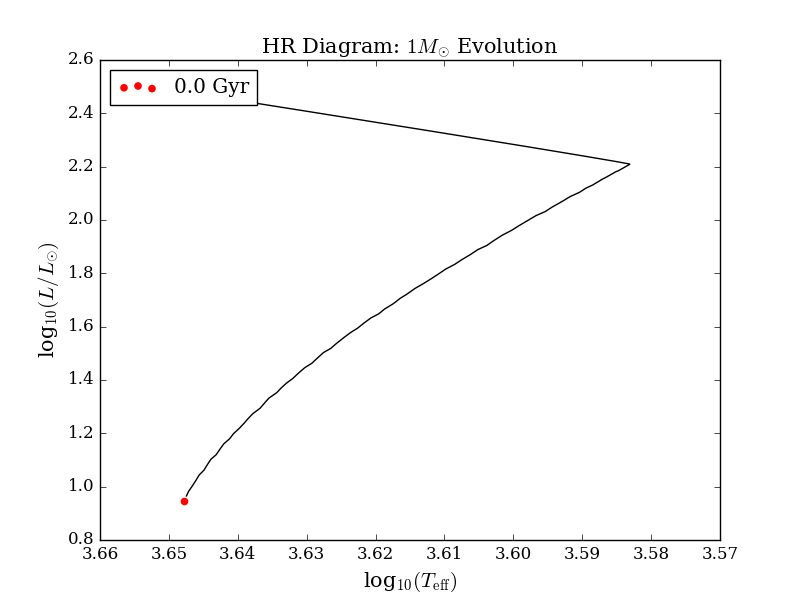 HR Diagram: 1M☉ Evolution
0.0 Gyr
2.6
2.4
2.2
2.0
1.8
1.6
1.4
1.2
1.0
0.8
log₁₀(L/L☉)
3.66 3.65 3.64 3.63 3.62 3.61 3.60 3.59 3.58 3.57
log₁₀(Teff)